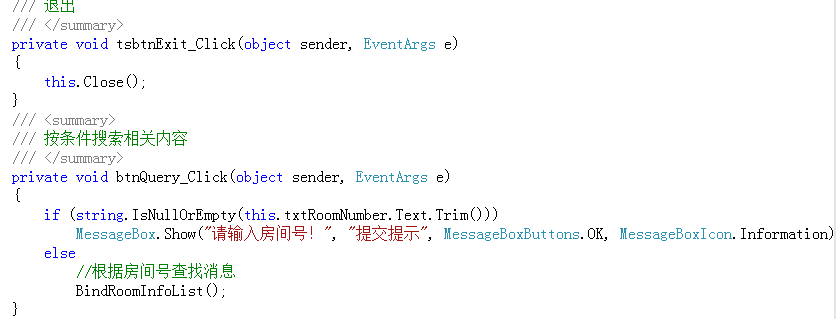 /// 退出
/// </summary>
private void tsbtnExit_Click(object sender, EventArgs e)
{
    this.Close();
}
/// <summary>
/// 按条件搜索相关内容
/// </summary>
private void btnQuery_Click(object sender, EventArgs e)
{
    if (string.IsNullOrEmpty(this.txtRoomNumber.Text.Trim()))
        MessageBox.Show("请输入房间号！", "提交提示", MessageBoxButtons.OK, MessageBoxIcon.Information)
    else
        //根据房间号查找消息
        BindRoomInfoList();
}